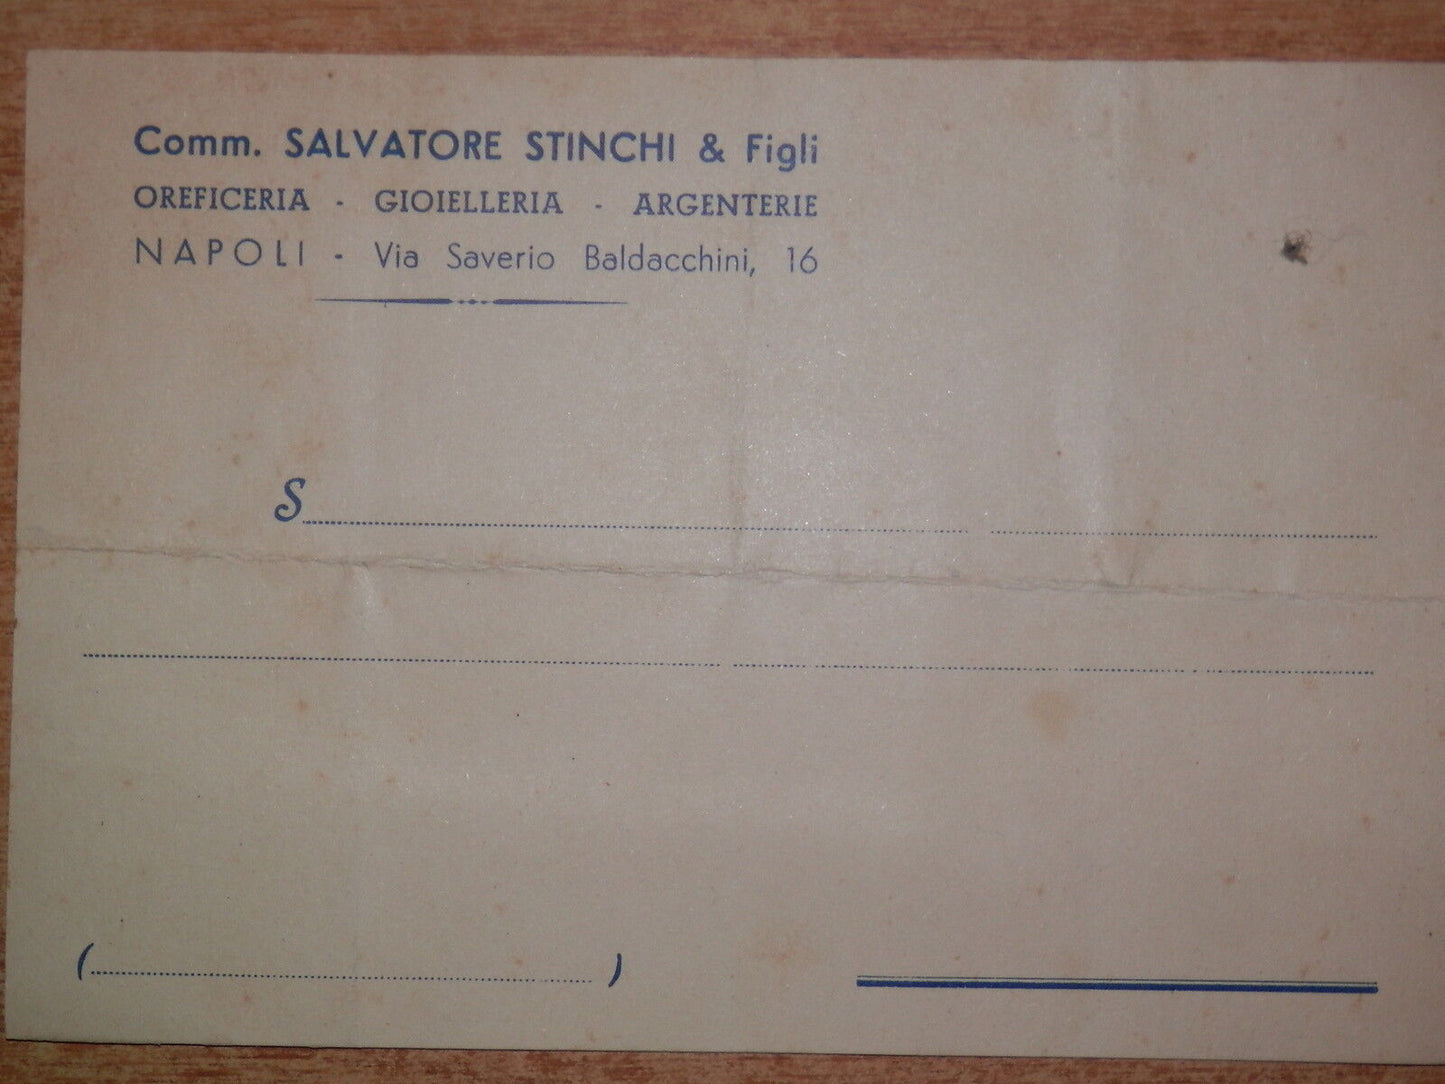 Comm. SALVATORE STINCHI & Figli
OREFICERIA - GIOIELLERIA - ARGENTERIE
NAPOLI - Via Saverio Baldacchini, 16
S
( )